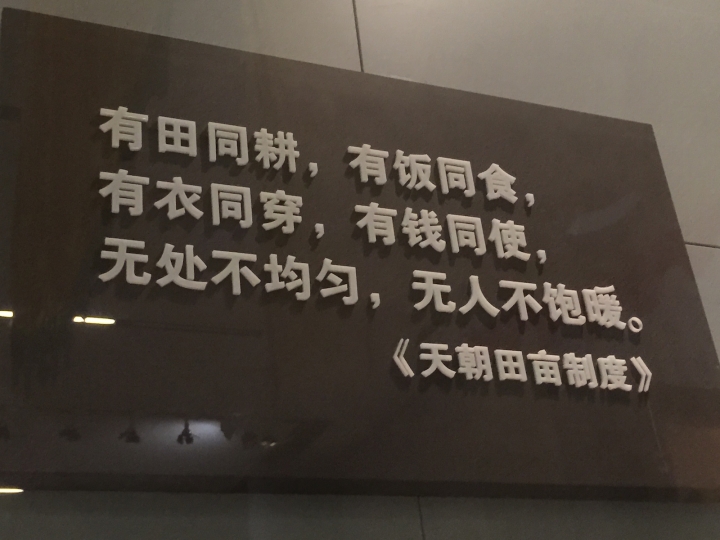 有田同耕，有饭同食，
有衣同穿，有钱同使，
无处不均匀，无人不饱暖。
《天朝田亩制度》